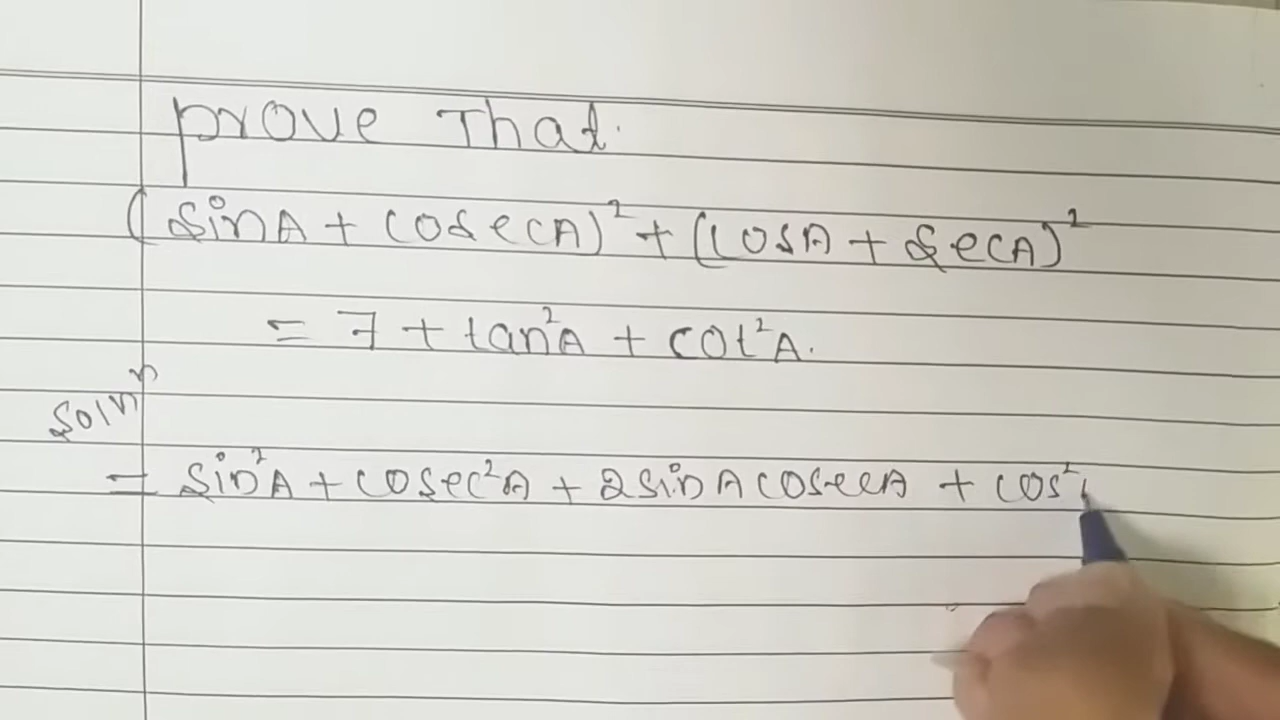 prove That.
(sinA + cosecA)² + (cosA + secA)²
= 7 + tan²A + cot²A.
Solⁿ
= sin²A + cosec²A + 2sinA cosecA + cos²